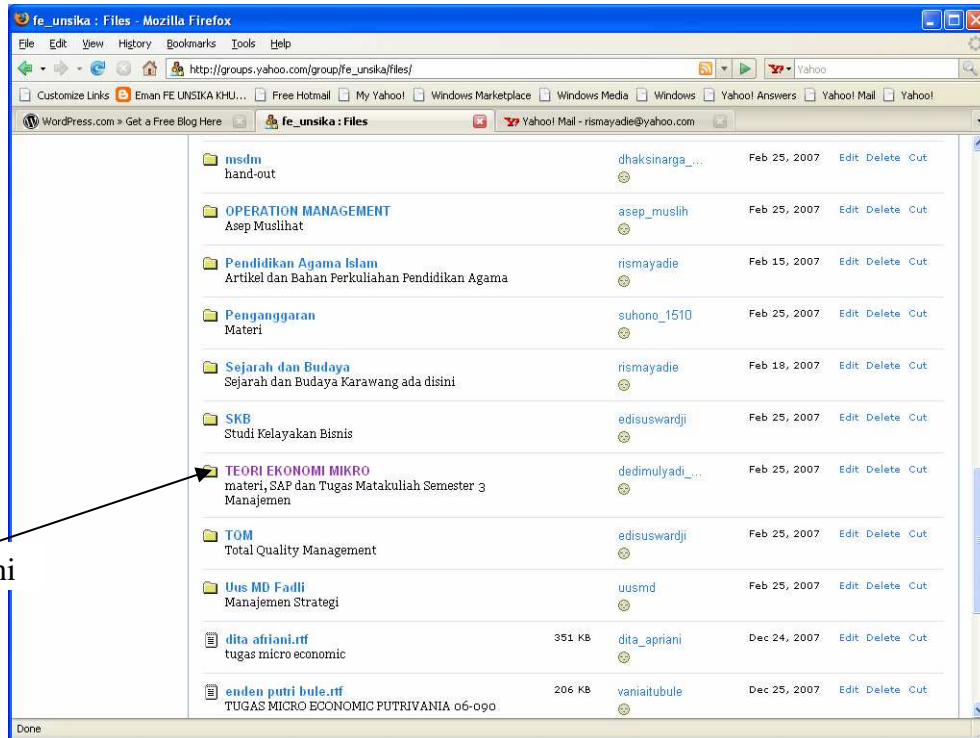 fe_unsika : Files - Mozilla Firefox
File Edit View History Bookmarks Tools Help
http://groups.yahoo.com/group/fe_unsika/files/ Yahoo
Customize Links Eman FE UNSIKA KHU... Free Hotmail My Yahoo! Windows Marketplace Windows Media Windows Yahoo! Answers Yahoo! Mail Yahoo!
WordPress.com » Get a Free Blog Here fe_unsika : Files Yahoo! Mail - rismayadie@yahoo.com
msdm dhaksinarga_... Feb 25, 2007 Edit Delete Cut
hand-out
OPERATION MANAGEMENT asep_muslih Feb 25, 2007 Edit Delete Cut
Asep Muslihat
Pendidikan Agama Islam rismayadie Feb 15, 2007 Edit Delete Cut
Artikel dan Bahan Perkuliahan Pendidikan Agama
Penganggaran suhono_1510 Feb 25, 2007 Edit Delete Cut
Materi
Sejarah dan Budaya rismayadie Feb 18, 2007 Edit Delete Cut
Sejarah dan Budaya Karawang ada disini
SKB edisuswardji Feb 25, 2007 Edit Delete Cut
Studi Kelayakan Bisnis
TEORI EKONOMI MIKRO dedimulyadi_... Feb 25, 2007 Edit Delete Cut
materi, SAP dan Tugas Matakuliah Semester 3
Manajemen
TQM edisuswardji Feb 25, 2007 Edit Delete Cut
Total Quality Management
ni
Uus MD Fadli uusmd Feb 25, 2007 Edit Delete Cut
Manajemen Strategi
dita afriani.rtf 351 KB dita_apriani Dec 24, 2007 Edit Delete Cut
tugas micro economic
enden putri bule.rtf 206 KB vaniaitubule Dec 25, 2007 Edit Delete Cut
TUGAS MICRO ECONOMIC PUTRIVANIA 06-090
Done